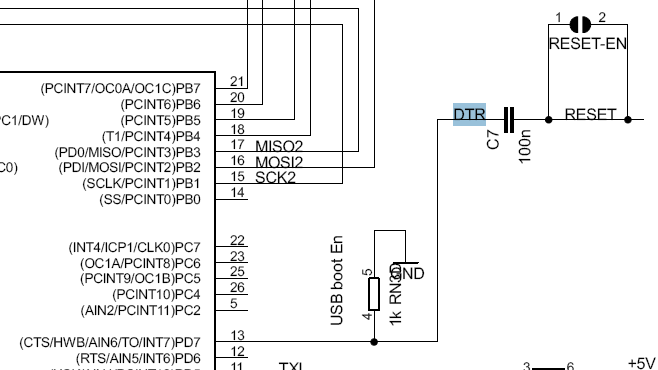 1 2
RESET-EN
(PCINT7/OC0A/OC1C)PB7 21
(PCINT6)PB6 20
PC1/DW) (PCINT5)PB5 19
(T1/PCINT4)PB4 18
(PD0/MISO/PCINT3)PB3 17 MISO2
C0) (PDI/MOSI/PCINT2)PB2 16 MOSI2
(SCLK/PCINT1)PB1 15 SCK2
(SS/PCINT0)PB0 14
DTR
C7
100n
RESET
(INT4/ICP1/CLK0)PC7 22
(OC1A/PCINT8)PC6 23
(PCINT9/OC1B)PC5 25
(PCINT10)PC4 26
(AIN2/PCINT11)PC2 5
USB boot En
5
4
1k
GND
(CTS/HWB/AIN6/TO/INT7)PD7 13
(RTS/AIN5/INT6)PD6 12
11
3 6
+5V